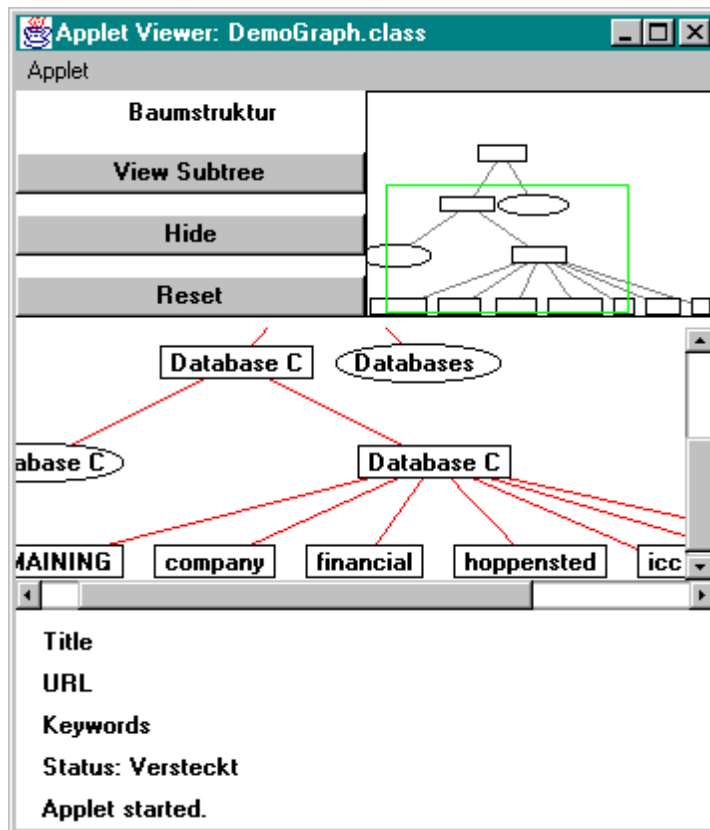 Applet Viewer: DemoGraph.class
Applet
Baumstruktur
View Subtree
Hide
Reset
Database C Databases
abase C Database C
MAINING company financial hoppensted icc
Title
URL
Keywords
Status: Versteckt
Applet started.